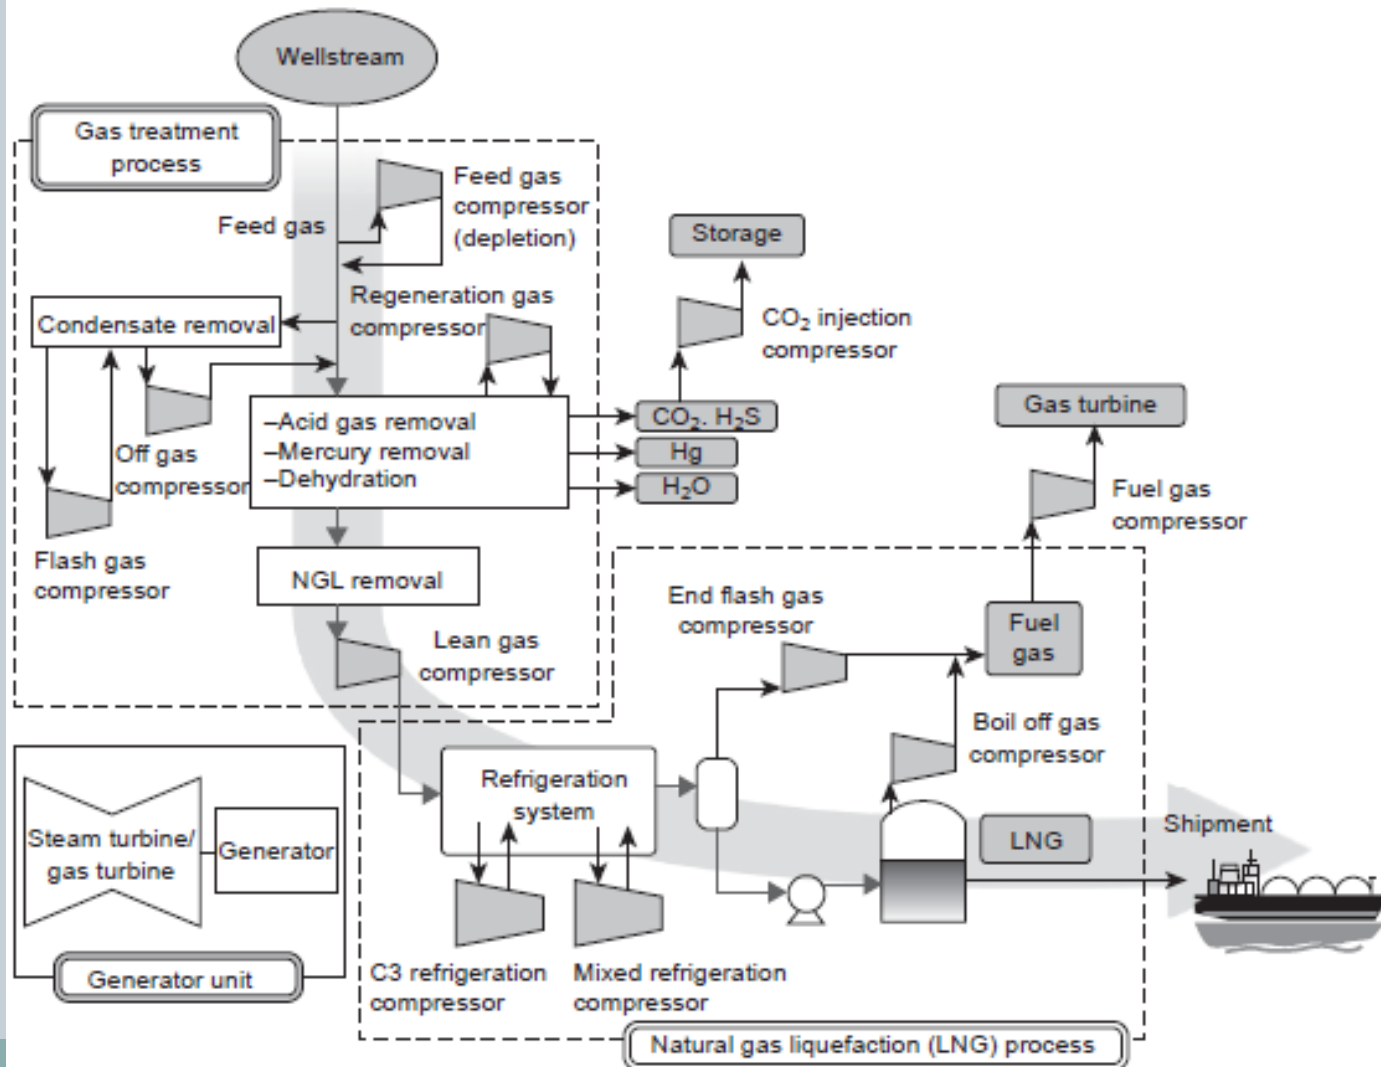 Wellstream
Gas treatment
process
Feed gas
compressor
(depletion)
Feed gas
Storage
Regeneration gas
compressor
Condensate removal
CO₂ injection
compressor
Gas turbine
–Acid gas removal
–Mercury removal
–Dehydration
CO₂. H₂S
Hg
H₂O
Off gas
compressor
Fuel gas
compressor
Flash gas
compressor
NGL removal
End flash gas
compressor
Fuel
gas
Lean gas
compressor
Boil off gas
compressor
Refrigeration
system
Steam turbine/
gas turbine
Generator
LNG
Shipment
C3 refrigeration
compressor
Mixed refrigeration
compressor
Generator unit
Natural gas liquefaction (LNG) process